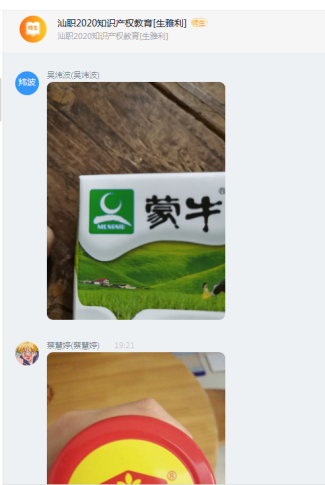 汕职2020知识产权教育[生雅利]
汕职2020知识产权教育[生雅利]
炜波
吴炜波(吴炜波)
MENGNIU
蒙牛
®
蔡慧婷(蔡慧婷) 19:21
®